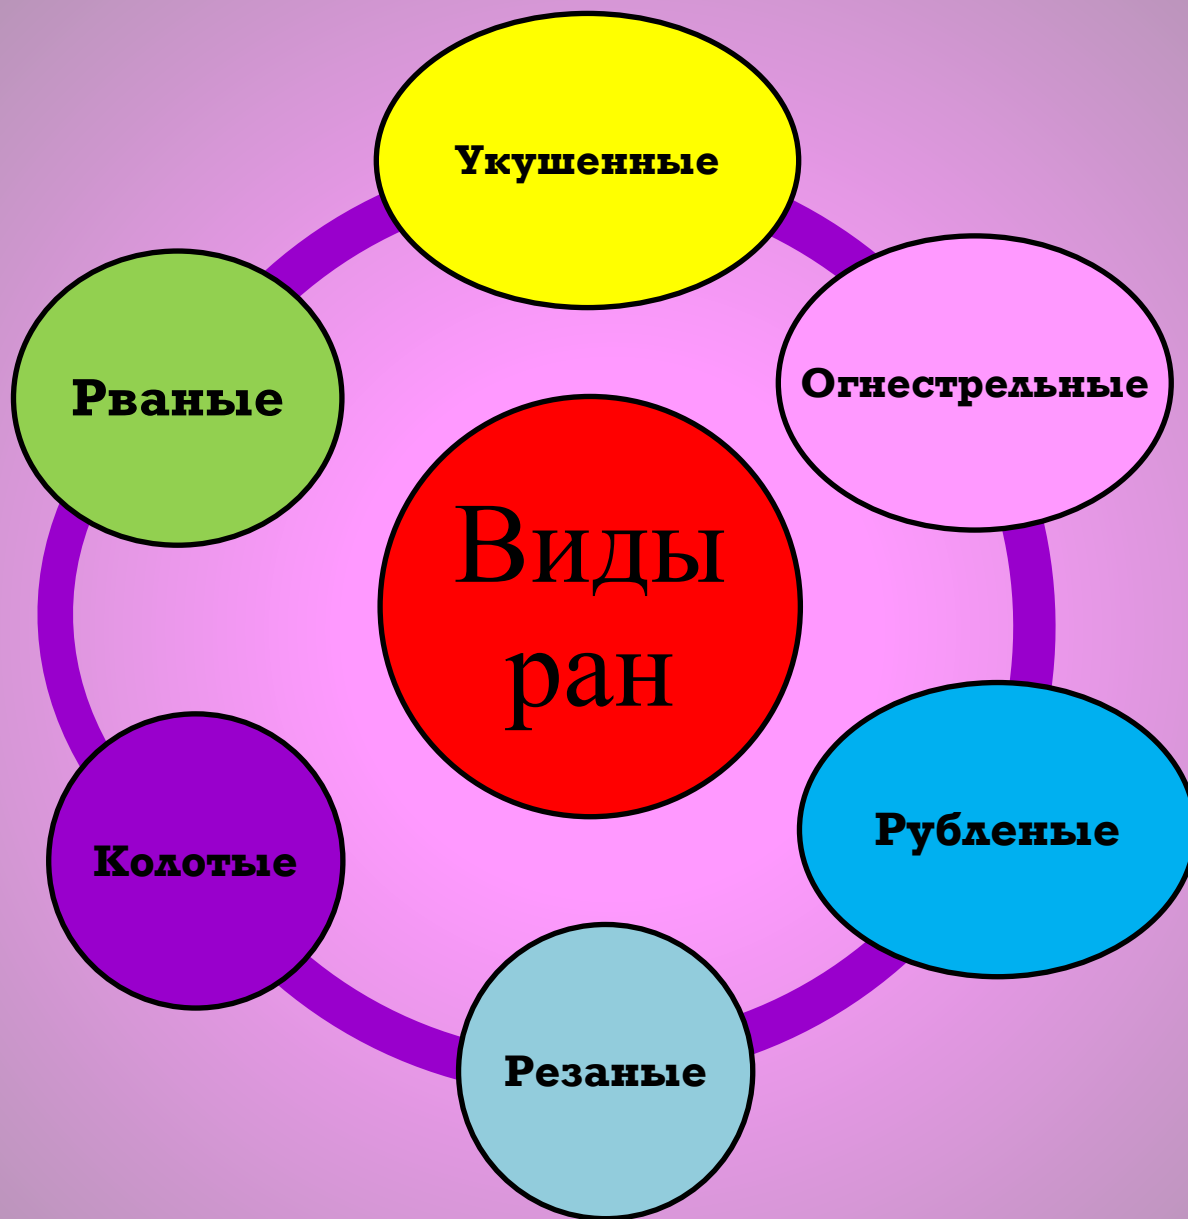 Укушенные
Огнестрельные
Рваные
Виды
ран
Рубленые
Колотые
Резаные